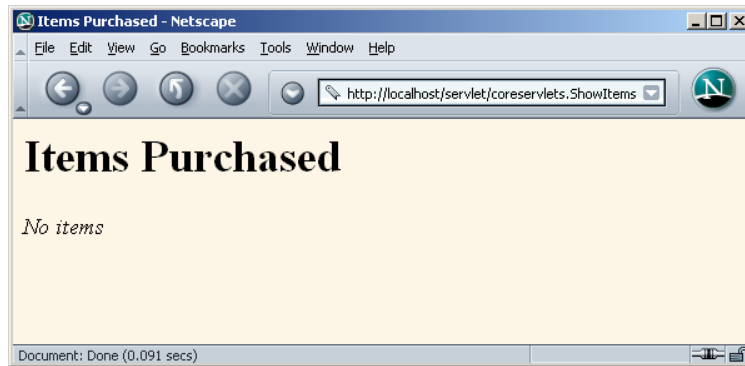 Items Purchased - Netscape
File Edit View Go Bookmarks Tools Window Help
http://localhost/servlet/coreservlets.ShowItems
N
Items Purchased
No items
Document: Done (0.091 secs)